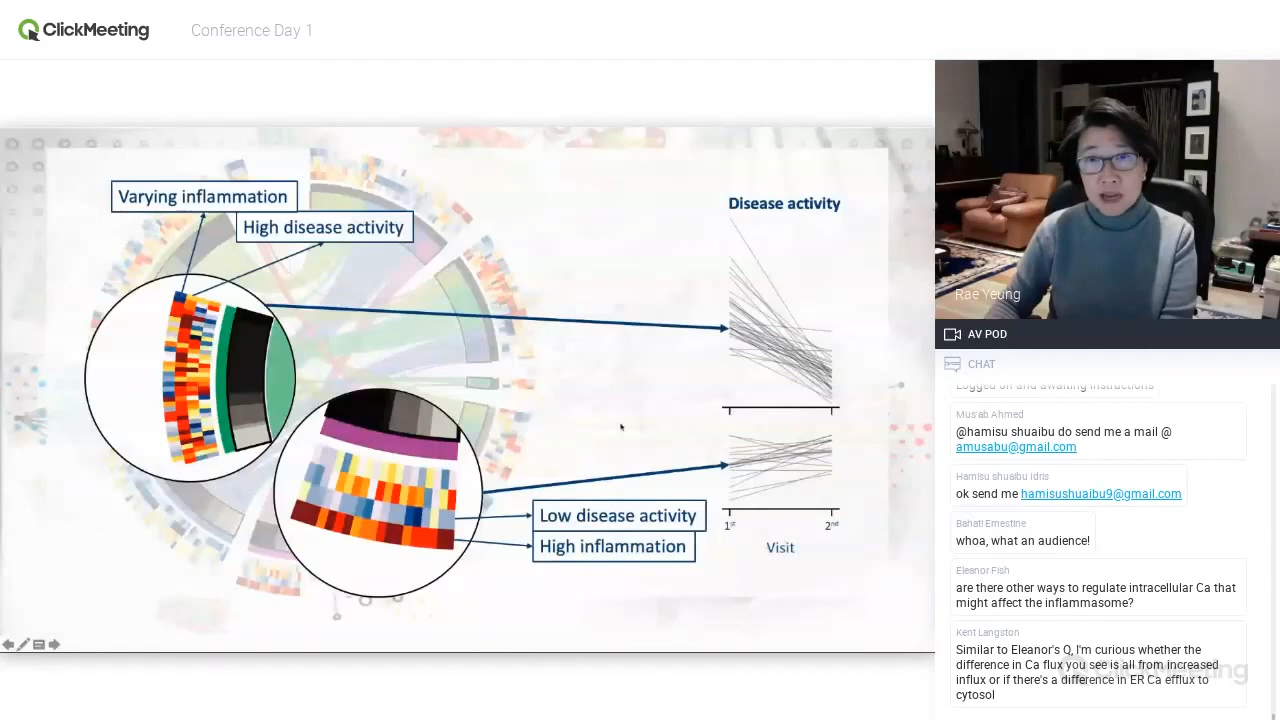 ClickMeeting
Conference Day 1
Varying inflammation
High disease activity
Disease activity
Low disease activity
High inflammation
1st
2nd
Visit
Rae Yeung
AV POD
CHAT
Logged on and awaiting instructions
Mus'ab Ahmed
@hamisu shuaibu do send me a mail @
amusabu@gmail.com
Hamisu shuaibu Idris
ok send me hamisushuaibu9@gmail.com
Bahati Ernestine
whoa, what an audience!
Eleanor Fish
are there other ways to regulate intracellular Ca that
might affect the inflammasome?
Kent Langston
Similar to Eleanor's Q, I'm curious whether the
difference in Ca flux you see is all from increased
influx or if there's a difference in ER Ca efflux to
cytosol
ClickMeeting